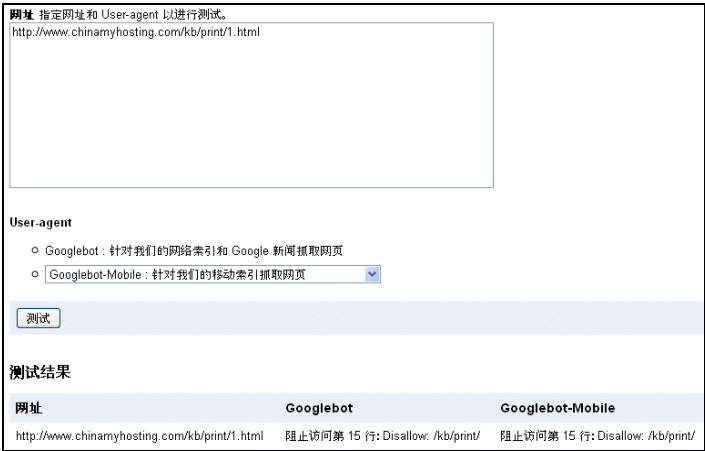 网址 指定网址和 User-agent 以进行测试。
http://www.chinamyhosting.com/kb/print/1.html
User-agent
Googlebot : 针对我们的网络索引和 Google 新闻抓取网页
Googlebot-Mobile : 针对我们的移动索引抓取网页
测试
测试结果
网址 Googlebot Googlebot-Mobile
http://www.chinamyhosting.com/kb/print/1.html 阻止访问第 15 行: Disallow: /kb/print/ 阻止访问第 15 行: Disallow: /kb/print/